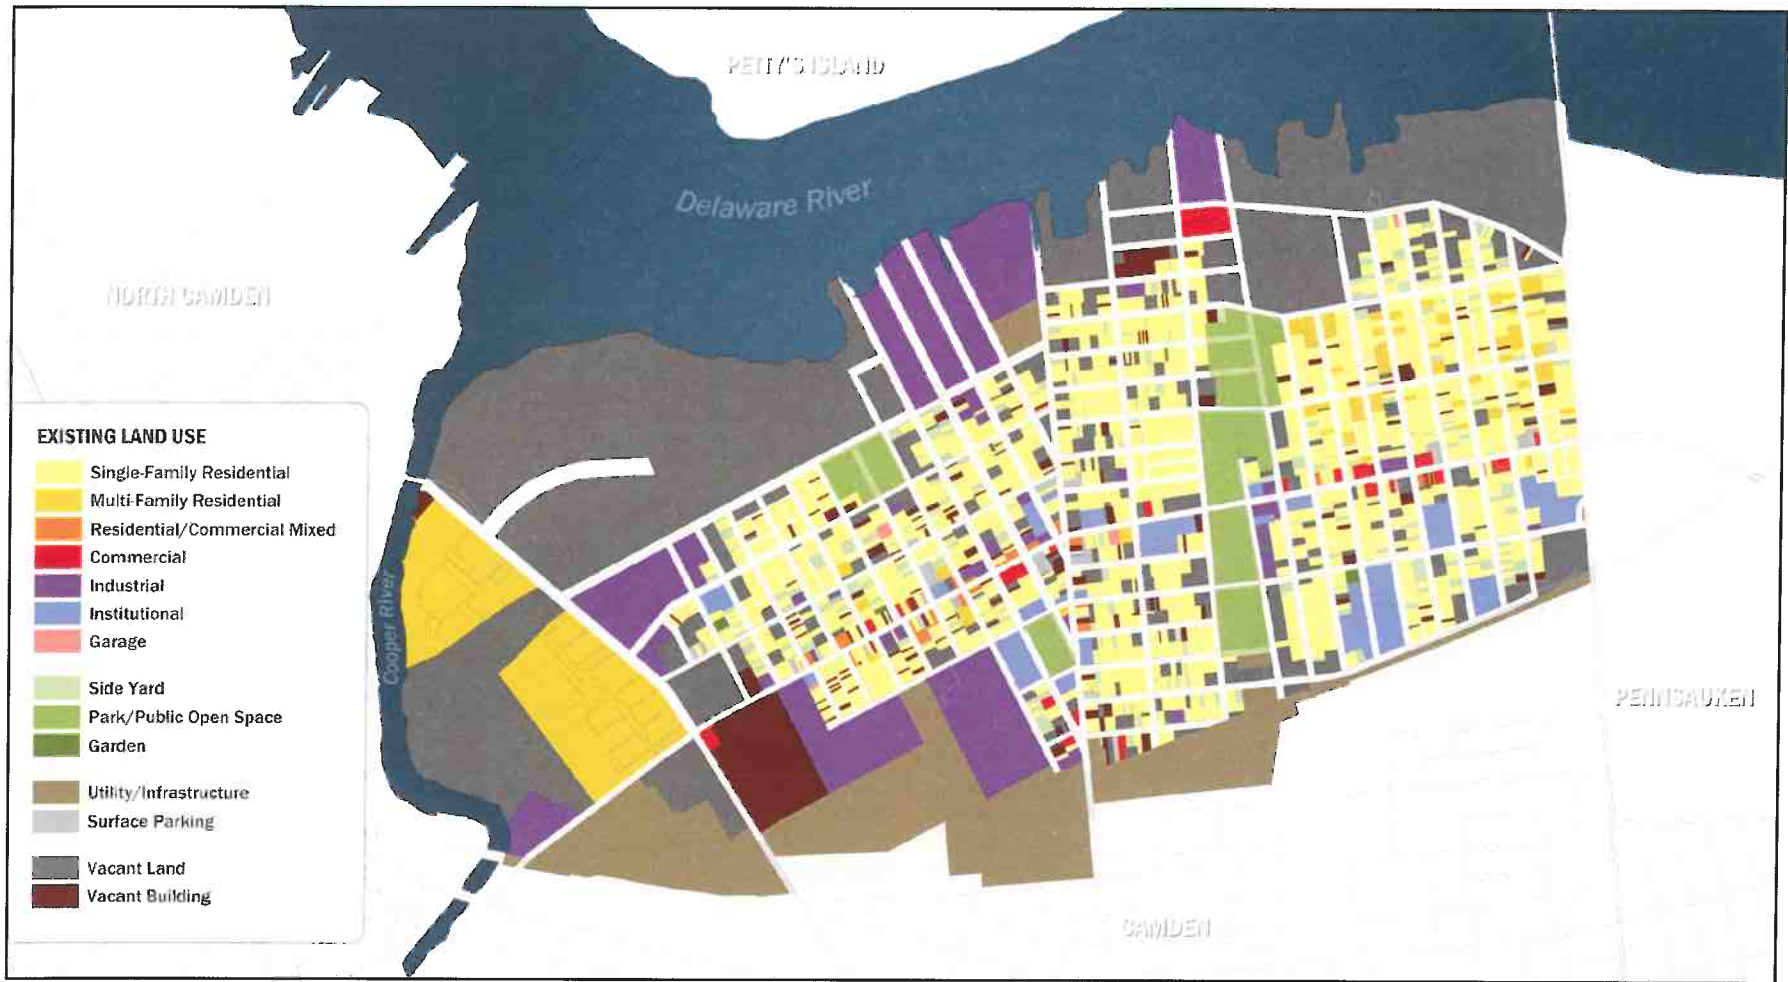 PETTY'S ISLAND
Delaware River
NORTH CAMDEN
EXISTING LAND USE
Single-Family Residential
Multi-Family Residential
Residential/Commercial Mixed
Commercial
Industrial
Institutional
Garage
Side Yard
Park/Public Open Space
Garden
Utility/Infrastructure
Surface Parking
Vacant Land
Vacant Building
Cooper River
PENNSAUKEN
CAMDEN